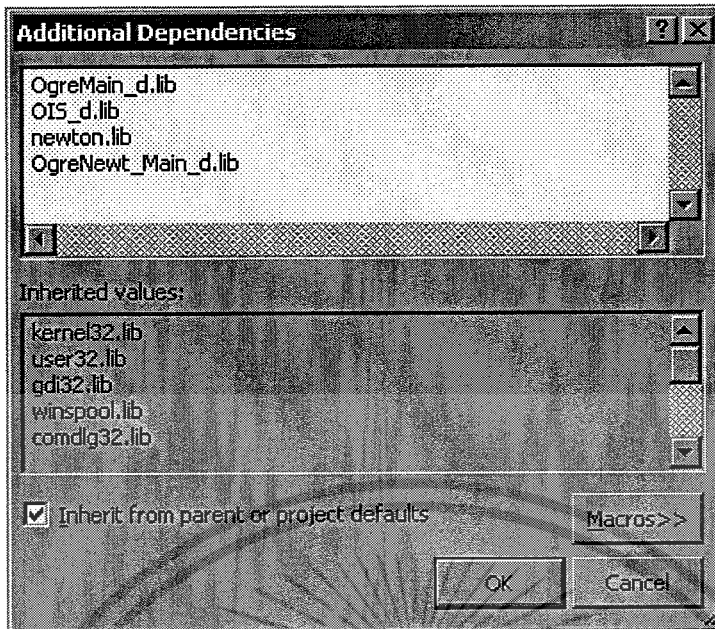 Additional Dependencies
OgreMain_d.lib
OIS_d.lib
newton.lib
OgreNewt_Main_d.lib
Inherited values:
kernel32.lib
user32.lib
gdi32.lib
winspool.lib
comdlg32.lib
Inherit from parent or project defaults
Macros>>
OK
Cancel